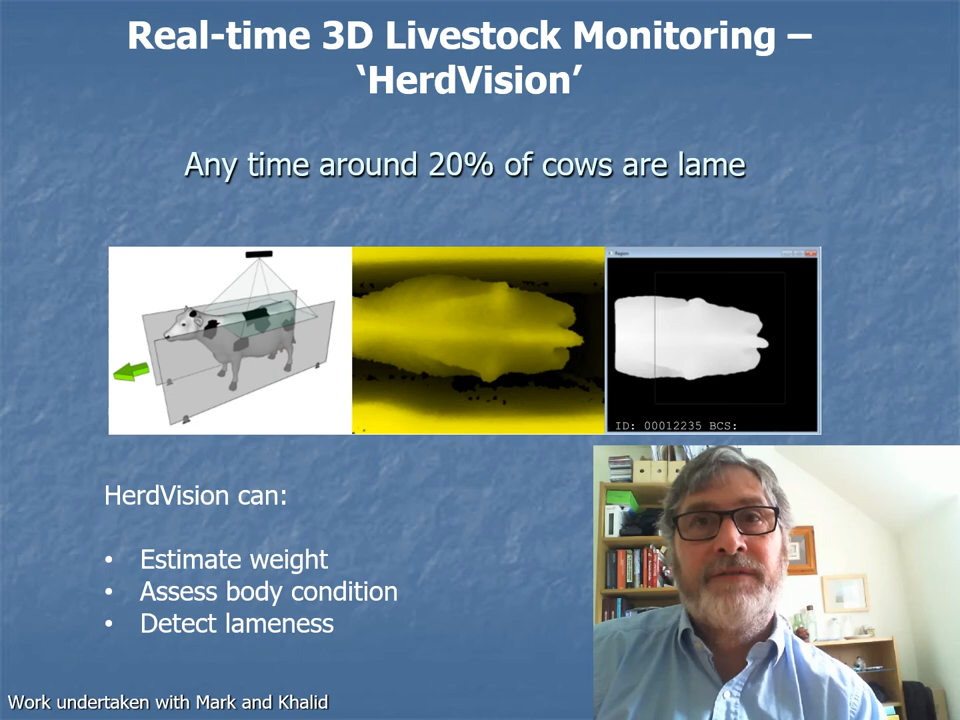 Real-time 3D Livestock Monitoring –
‘HerdVision’
Any time around 20% of cows are lame
Region
ID: 00012235 BCS:
HerdVision can:
• Estimate weight
• Assess body condition
• Detect lameness
Work undertaken with Mark and Khalid